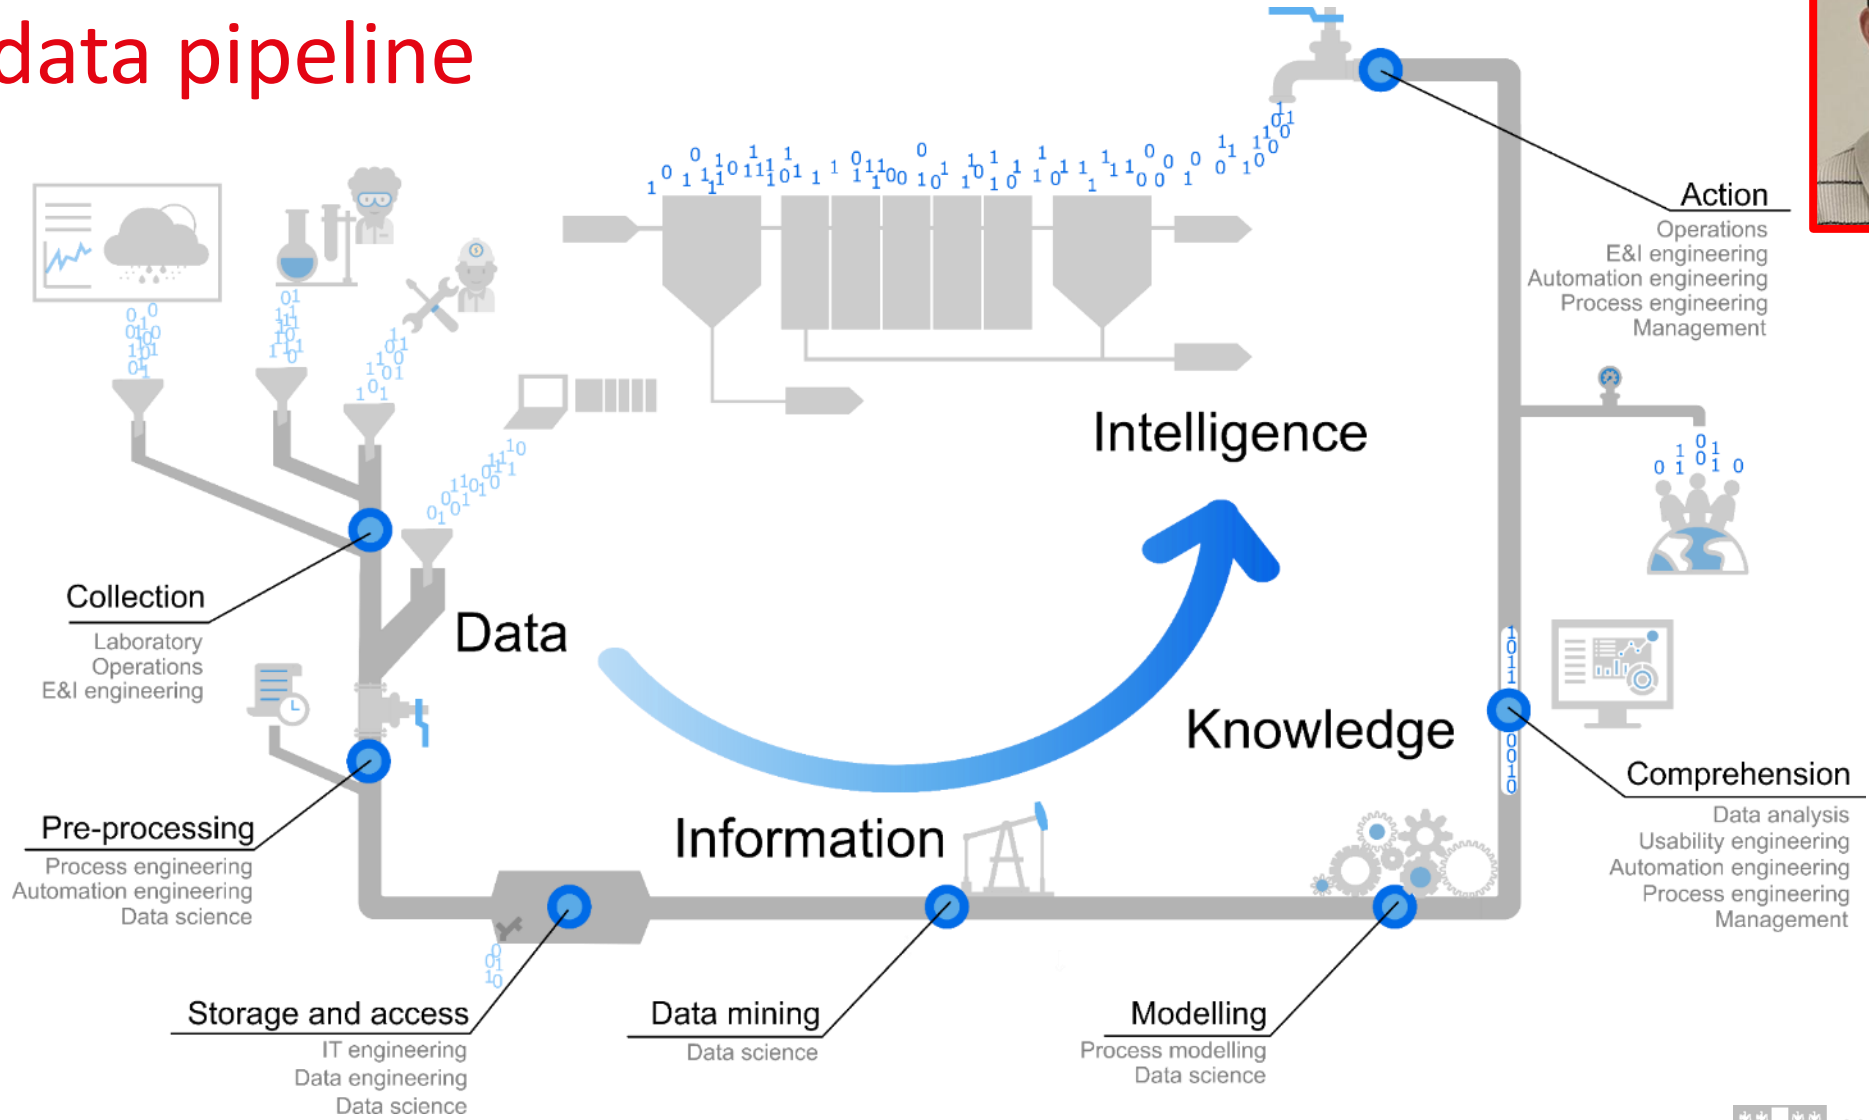 data pipeline
Action
Operations
E&I engineering
Automation engineering
Process engineering
Management
Intelligence
Collection
Laboratory
Operations
E&I engineering
Data
Knowledge
Comprehension
Data analysis
Usability engineering
Automation engineering
Process engineering
Management
Pre-processing
Process engineering
Automation engineering
Data science
Information
Storage and access
IT engineering
Data engineering
Data science
Data mining
Data science
Modelling
Process modelling
Data science